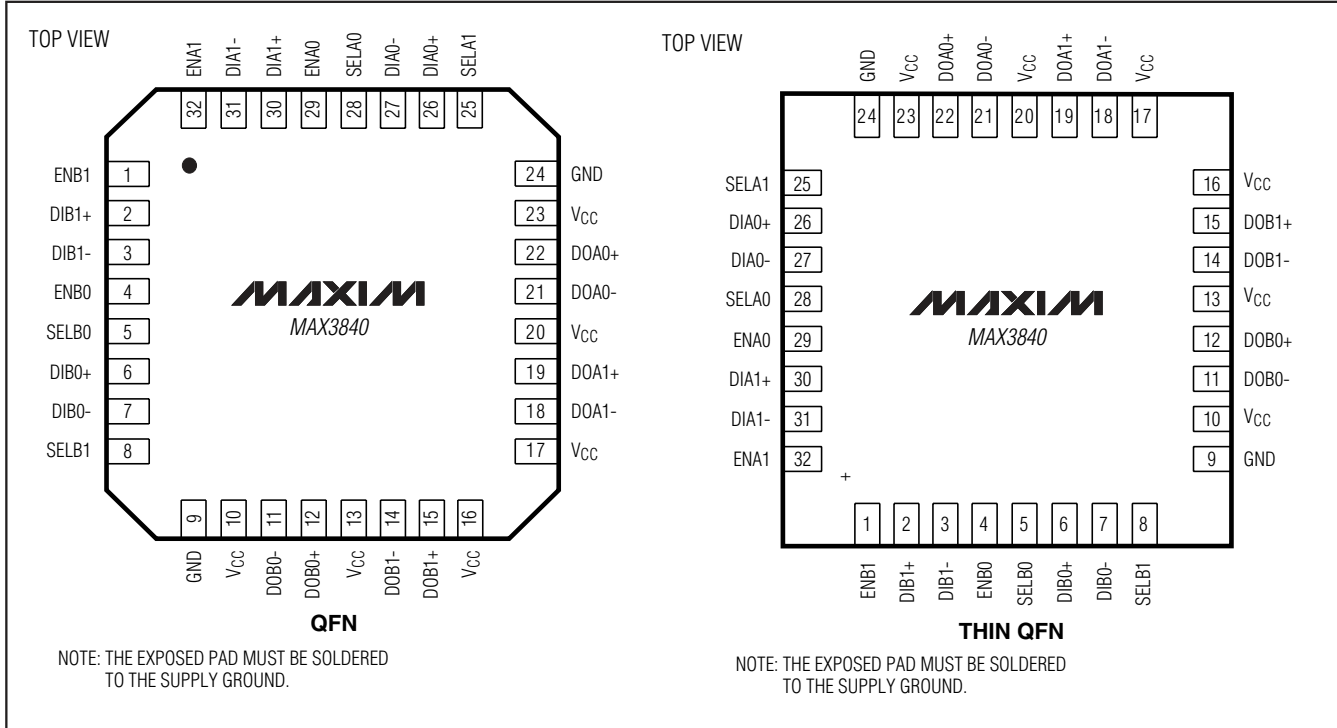 TOP VIEW
ENA1
DIA1-
DIA1+
ENA0
SELA0
DIA0-
DIA0+
SELA1
32
31
30
29
28
27
26
25
ENB1 1
DIB1+ 2
DIB1- 3
ENB0 4
SELB0 5
DIB0+ 6
DIB0- 7
SELB1 8
MAXIM
MAX3840
24 GND
23 VCC
22 DOA0+
21 DOA0-
20 VCC
19 DOA1+
18 DOA1-
17 VCC
9
10
11
12
13
14
15
16
GND
VCC
DOB0-
DOB0+
VCC
DOB1-
DOB1+
VCC
QFN
NOTE: THE EXPOSED PAD MUST BE SOLDERED
TO THE SUPPLY GROUND.
TOP VIEW
GND
VCC
DOA0+
DOA0-
VCC
DOA1+
DOA1-
VCC
24
23
22
21
20
19
18
17
SELA1 25
DIA0+ 26
DIA0- 27
SELA0 28
ENA0 29
DIA1+ 30
DIA1- 31
ENA1 32
MAXIM
MAX3840
16 VCC
15 DOB1+
14 DOB1-
13 VCC
12 DOB0+
11 DOB0-
10 VCC
9 GND
+
1
2
3
4
5
6
7
8
ENB1
DIB1+
DIB1-
ENB0
SELB0
DIB0+
DIB0-
SELB1
THIN QFN
NOTE: THE EXPOSED PAD MUST BE SOLDERED
TO THE SUPPLY GROUND.